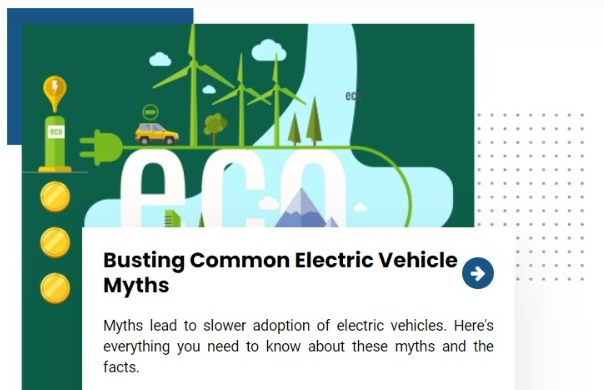 eco
eco
eco
Busting Common Electric Vehicle
Myths
Myths lead to slower adoption of electric vehicles. Here's
everything you need to know about these myths and the
facts.